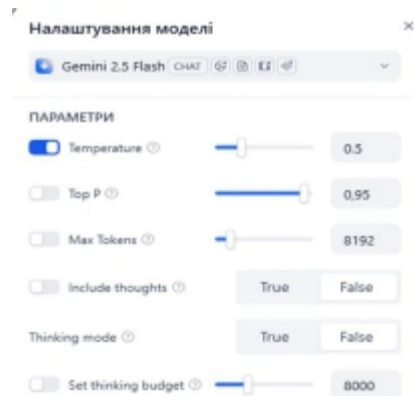 Налаштування моделі
Gemini 2.5 Flash CHAT
ПАРАМЕТРИ
Temperature 0.5
Top P 0,95
Max Tokens 8192
Include thoughts True False
Thinking mode True False
Set thinking budget 8000